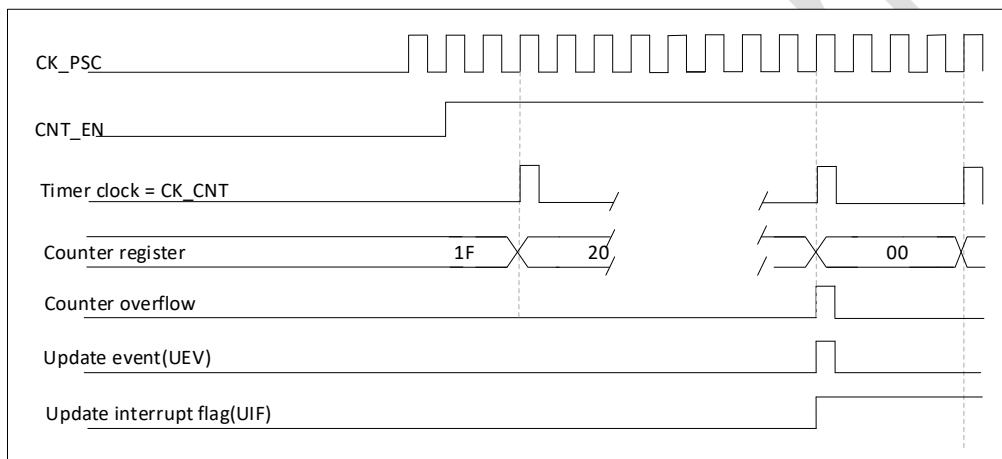 CK_PSC
CNT_EN
Timer clock = CK_CNT
Counter register 1F 20 00
Counter overflow
Update event(UEV)
Update interrupt flag(UIF)